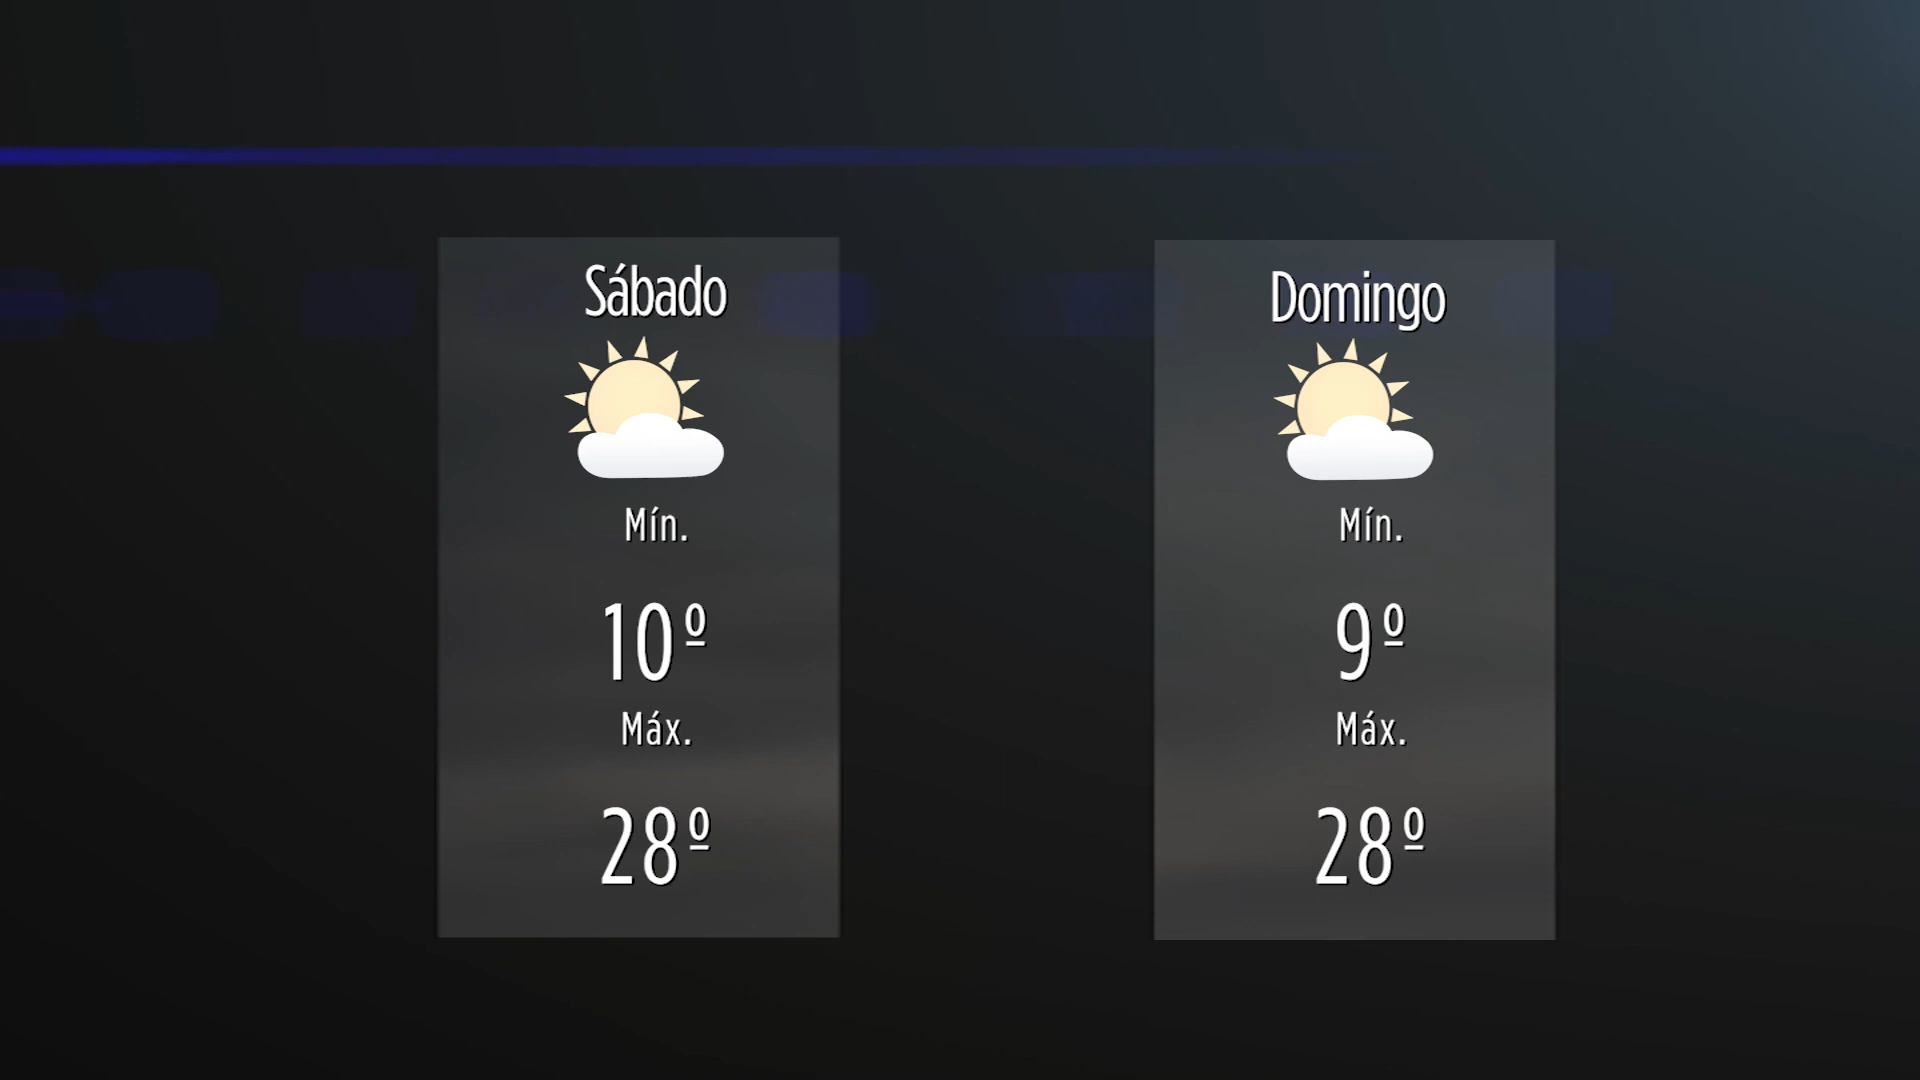 Sábado
Mín.
10º
Máx.
28º
Domingo
Mín.
9º
Máx.
28º